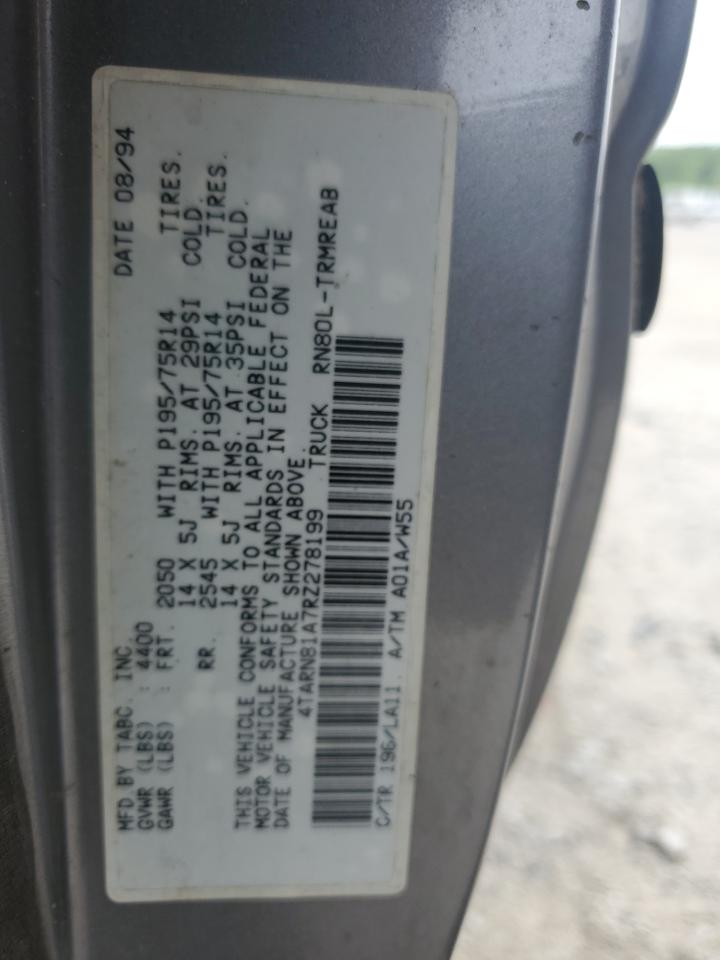 MFD BY TABC, INC. DATE 08/94
GVWR (LBS) : 4400
GAWR (LBS) : FRT. 2050 WITH P195/75R14 TIRES.
14 X 5J RIMS. AT 29PSI COLD.
RR. 2545 WITH P195/75R14 TIRES.
14 X 5J RIMS. AT 35PSI COLD.
THIS VEHICLE CONFORMS TO ALL APPLICABLE FEDERAL
MOTOR VEHICLE SAFETY STANDARDS IN EFFECT ON THE
DATE OF MANUFACTURE SHOWN ABOVE.
4TARN81A7RZ278199 TRUCK RN80L-TRMREAB
C/TR 196/LA11. A/TM A01A/W55